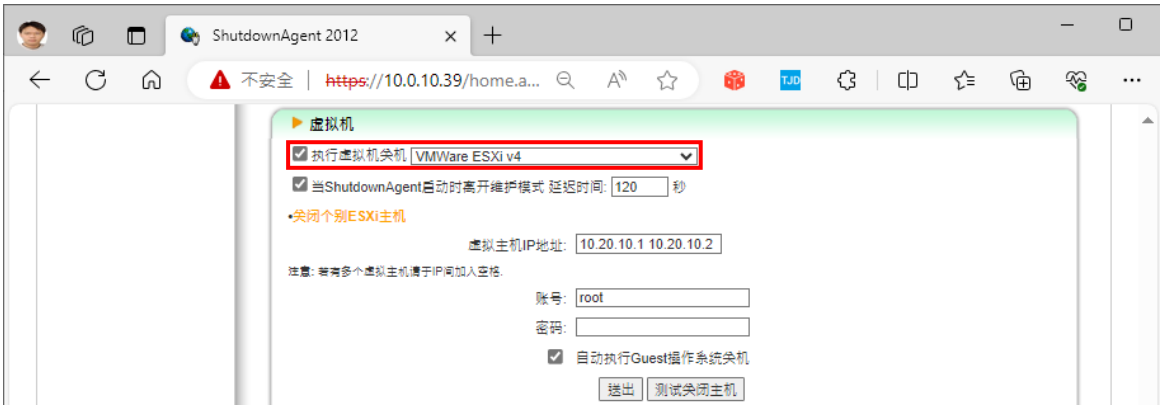 ShutdownAgent 2012
不安全 | https://10.0.10.39/home.a...
TJD
虚拟机
执行虚拟机关机 VMWare ESXi v4
当ShutdownAgent启动时离开维护模式 延迟时间: 120 秒
•关闭个别ESXi主机
虚拟主机IP地址: 10.20.10.1 10.20.10.2
注意: 若有多个虚拟主机请于IP间加入空格.
账号: root
密码:
自动执行Guest操作系统关机
送出 测试关闭主机